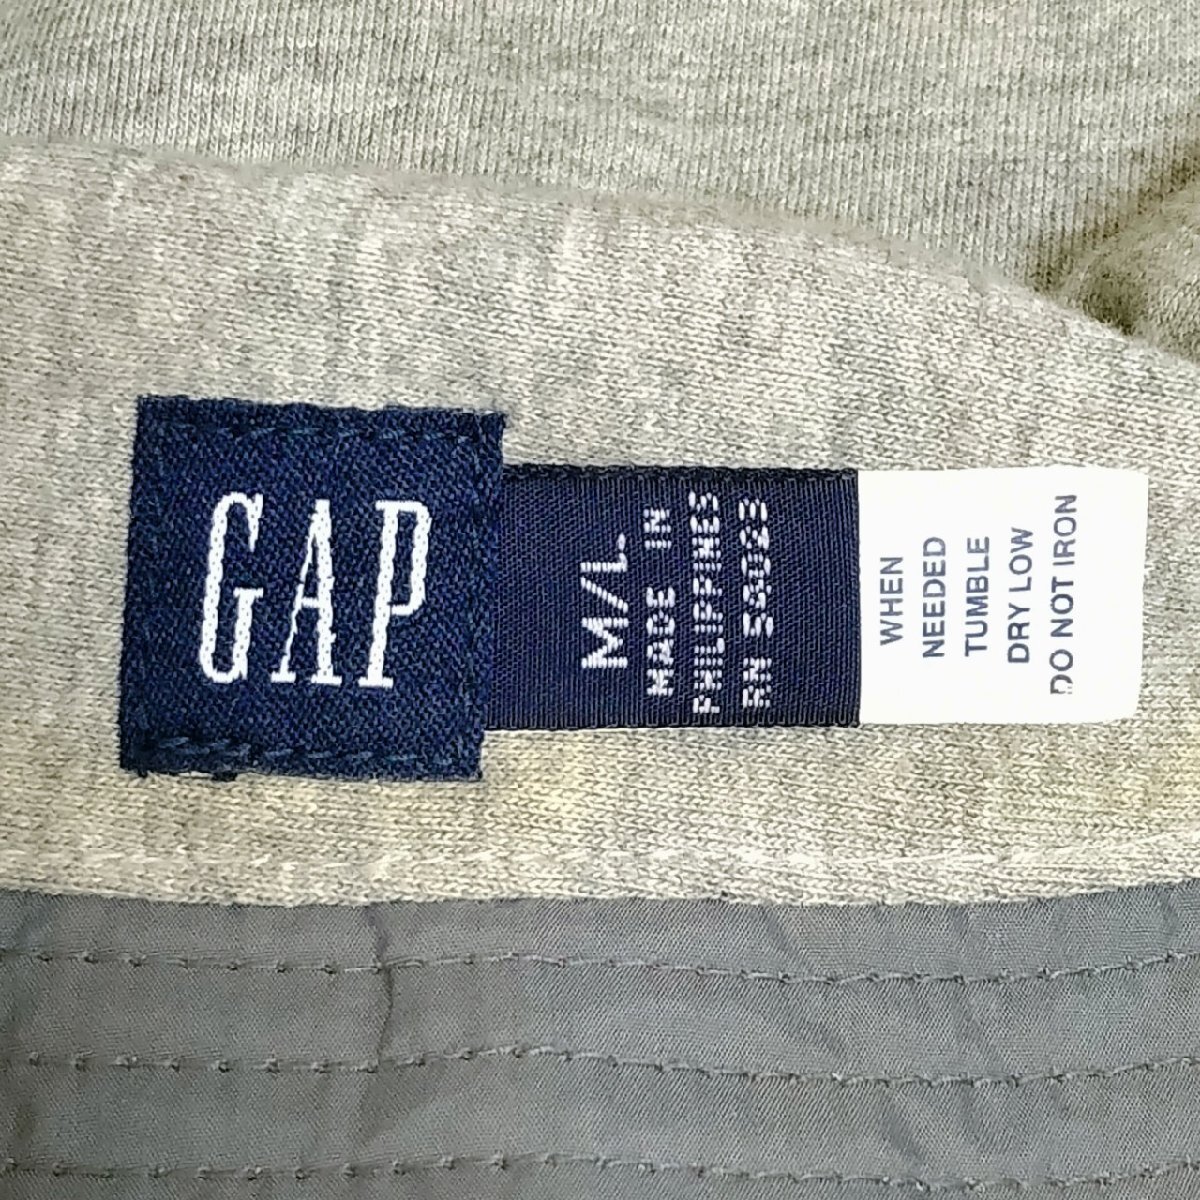 GAP
M/L
MADE IN
PHILIPPINES
RN 54023
WHEN
NEEDED
TUMBLE
DRY LOW
DO NOT IRON